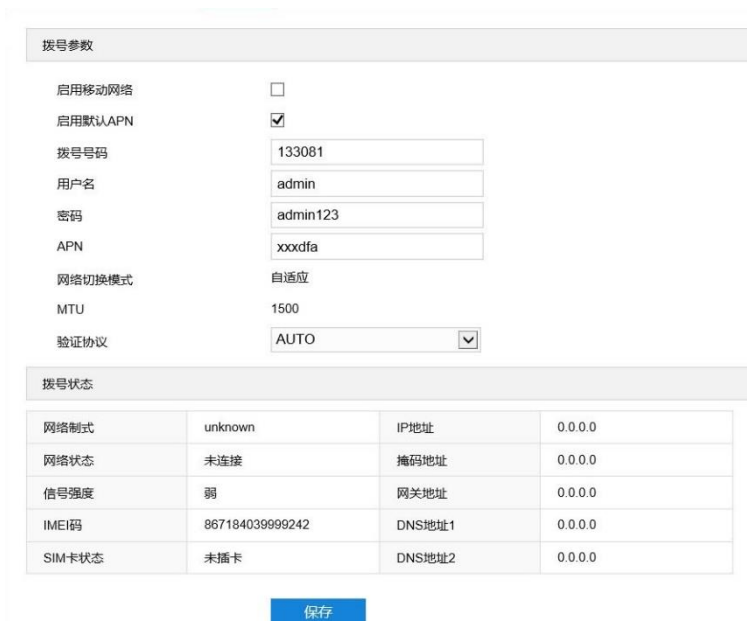 拨号参数
启用移动网络
启用默认APN
拨号号码 133081
用户名 admin
密码 admin123
APN xxxdfa
网络切换模式 自适应
MTU 1500
验证协议 AUTO
拨号状态
网络制式 unknown IP地址 0.0.0.0
网络状态 未连接 掩码地址 0.0.0.0
信号强度 弱 网关地址 0.0.0.0
IMEI码 867184039999242 DNS地址1 0.0.0.0
SIM卡状态 未插卡 DNS地址2 0.0.0.0
保存